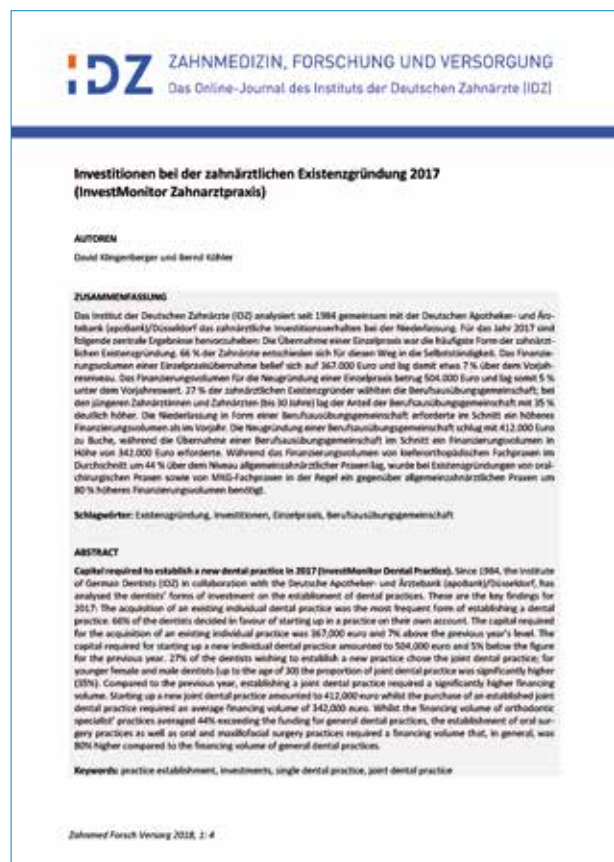 IDZ ZAHNMEDIZIN, FORSCHUNG UND VERSORGUNG
Das Online-Journal des Instituts der Deutschen Zahnärzte (IDZ)
Investitionen bei der zahnärztlichen Existenzgründung 2017
(InvestMonitor Zahnarztpraxis)
AUTOREN
David Klingenberger und Bernd Köhler
ZUSAMMENFASSUNG
Das Institut der Deutschen Zahnärzte (IDZ) analysiert seit 1984 gemeinsam mit der Deutschen Apotheker- und Ärz-
tebank (apoBank)/Düsseldorf das zahnärztliche Investitionsverhalten bei der Niederlassung. Für das Jahr 2017 sind
folgende zentrale Ergebnisse hervorzuheben: Die Übernahme einer Einzelpraxis war die häufigste Form der zahnärzt-
lichen Existenzgründung. 66 % der Zahnärzte entschieden sich für diesen Weg in die Selbstständigkeit. Das Finanzie-
rungsvolumen einer Einzelpraxisübernahme belief sich auf 367.000 Euro und lag damit etwa 7 % über dem Vorjah-
resniveau. Das Finanzierungsvolumen für die Neugründung einer Einzelpraxis betrug 504.000 Euro und lag somit 5 %
unter dem Vorjahreswert. 27 % der zahnärztlichen Existenzgründer wählten die Berufsausübungsgemeinschaft; bei
den jüngeren Zahnärztinnen und Zahnärzten (bis 30 Jahre) lag der Anteil der Berufsausübungsgemeinschaft mit 35 %
deutlich höher. Die Niederlassung in Form einer Berufsausübungsgemeinschaft erforderte im Schnitt ein höheres
Finanzierungsvolumen als im Vorjahr. Die Neugründung einer Berufsausübungsgemeinschaft schlug mit 412.000 Euro
zu Buche, während die Übernahme einer Berufsausübungsgemeinschaft im Schnitt ein Finanzierungsvolumen in
Höhe von 342.000 Euro erforderte. Während das Finanzierungsvolumen von kieferorthopädischen Fachpraxen im
Durchschnitt um 44 % über dem Niveau allgemeinzahnärztlicher Praxen lag, wurde bei Existenzgründungen von oral-
chirurgischen Praxen sowie von MKG-Fachpraxen in der Regel ein gegenüber allgemeinzahnärztlichen Praxen um
80 % höheres Finanzierungsvolumen benötigt.
Schlagwörter: Existenzgründung, Investitionen, Einzelpraxis, Berufsausübungsgemeinschaft
ABSTRACT
Capital required to establish a new dental practice in 2017 (InvestMonitor Dental Practice). Since 1984, the Institute
of German Dentists (IDZ) in collaboration with the Deutsche Apotheker- und Ärztebank (apoBank)/Düsseldorf, has
analysed the dentists' forms of investment on the establisment of dental practices. These are the key findings for
2017: The acquisition of an existing individual dental practice was the most frequent form of establishing a dental
practice. 66% of the dentists decided in favour of starting up in a practice on their own account. The capital required
for the acquisition of an existing individual practice was 367,000 euro and 7% above the previous year's level. The
capital required for starting up a new individual dental practice amounted to 504,000 euro and 5% below the figure
for the previous year. 27% of the dentists wishing to establish a new practice chose the joint dental practice; for
younger female and male dentists (up to the age of 30) the proportion of joint dental practice was significantly higher
(35%). Compared to the previous year, establishing a joint dental practice required a significantly higher financing
volume. Starting up a new joint dental practice amounted to 412,000 euro whilst the purchase of an established joint
dental practice required an average financing volume of 342,000 euro. Whilst the financing volume of orthodontic
specialist' practices averaged 44% exceeding the funding for general dental practices, the establishment of oral sur-
gery practices as well as oral and maxillofacial surgery practices required a financing volume that, in general, was
80% higher compared to the financing volume of general dental practices.
Keywords: practice establishment, investments, single dental practice, joint dental practice
Zahnmed Forsch Versorg 2018, 1: 4